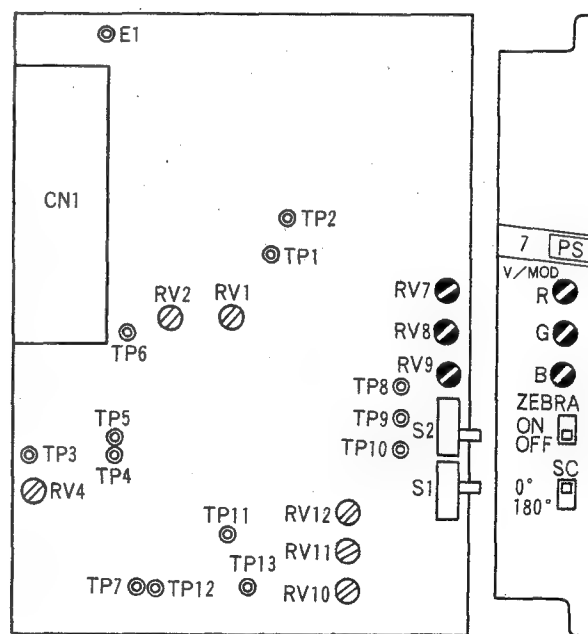 E1
CN1
TP2
TP1
7 PS
V/MOD
RV2 RV1
RV7 R
RV8 G
TP6
RV9 B
TP8
ZEBRA
TP9 S2 ON
OFF
TP5
TP10
TP3 TP4
SC
RV4
S1 0°
180°
RV12
TP11
RV11
TP13
TP7 TP12 RV10